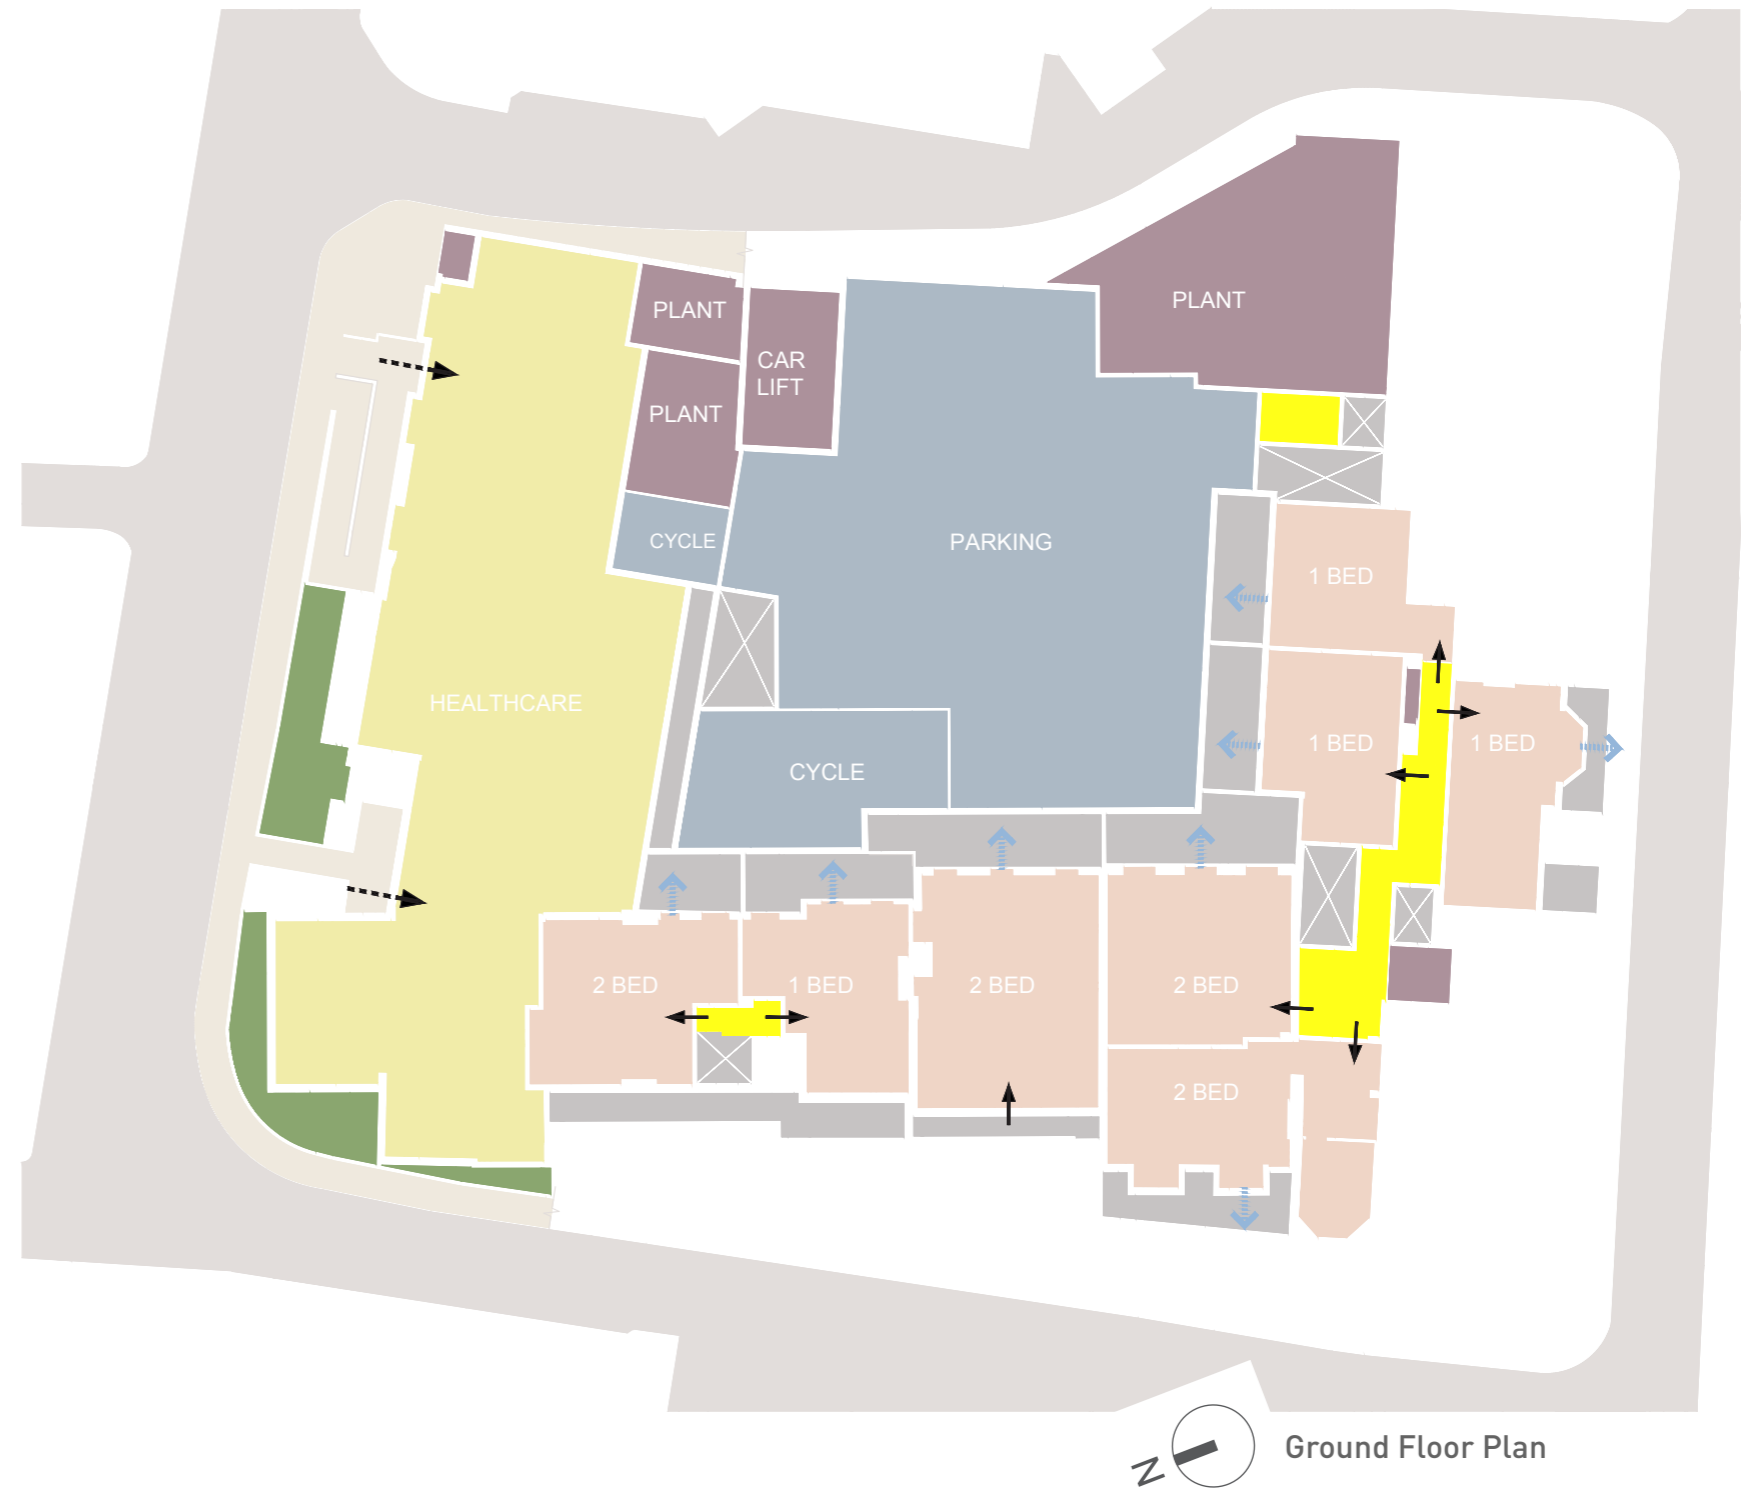 PLANT
PLANT
CAR
LIFT
PLANT
CYCLE
PARKING
1 BED
HEALTHCARE
1 BED
1 BED
CYCLE
2 BED
1 BED
2 BED
2 BED
2 BED
N
Ground Floor Plan